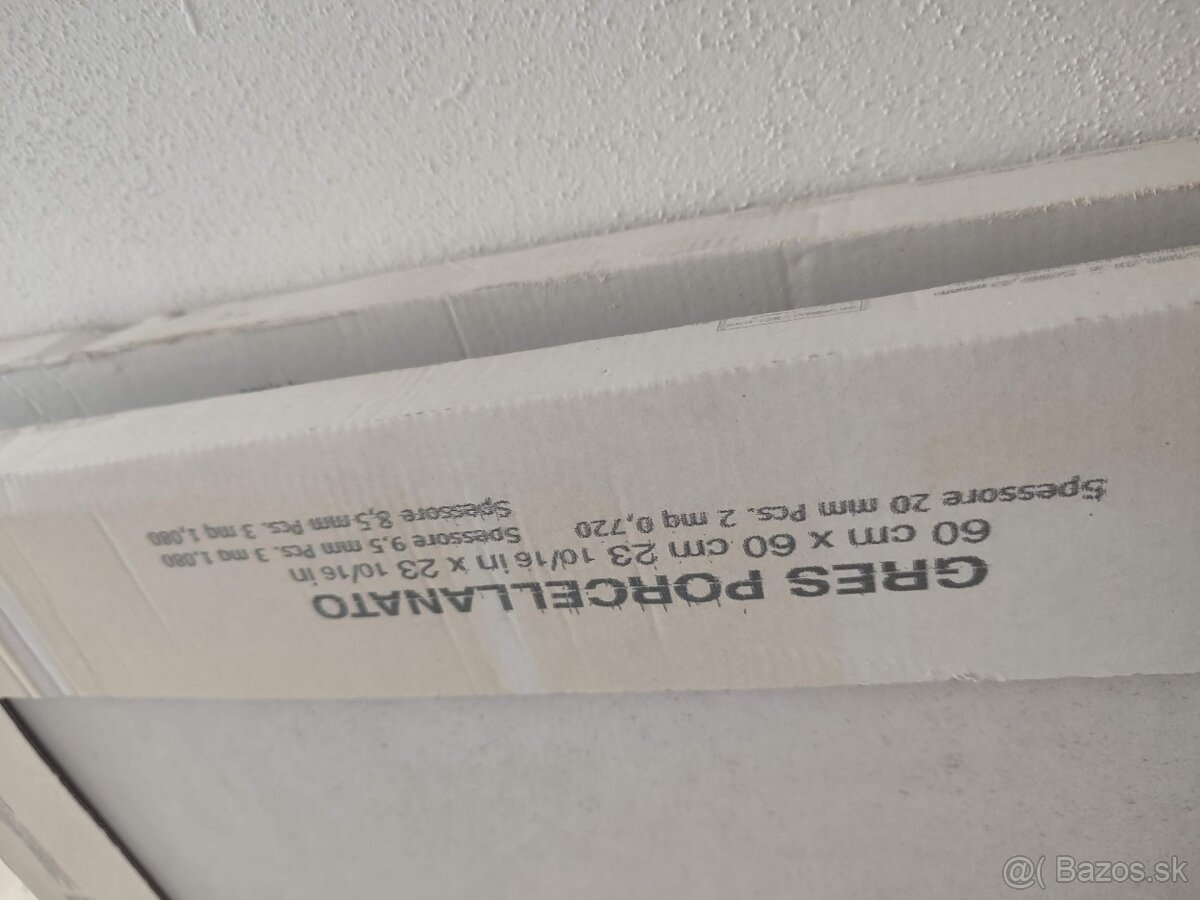 GRES PORCELLANATO
60 cm x 60 cm 23 10/16 in x 23 10/16 in
Spessore 20 mm Pcs. 2 mq 0,720
Spessore 9,5 mm Pcs. 3 mq 1,080
Spessore 8,5 mm Pcs. 3 mq 1,080
@( Bazos.sk